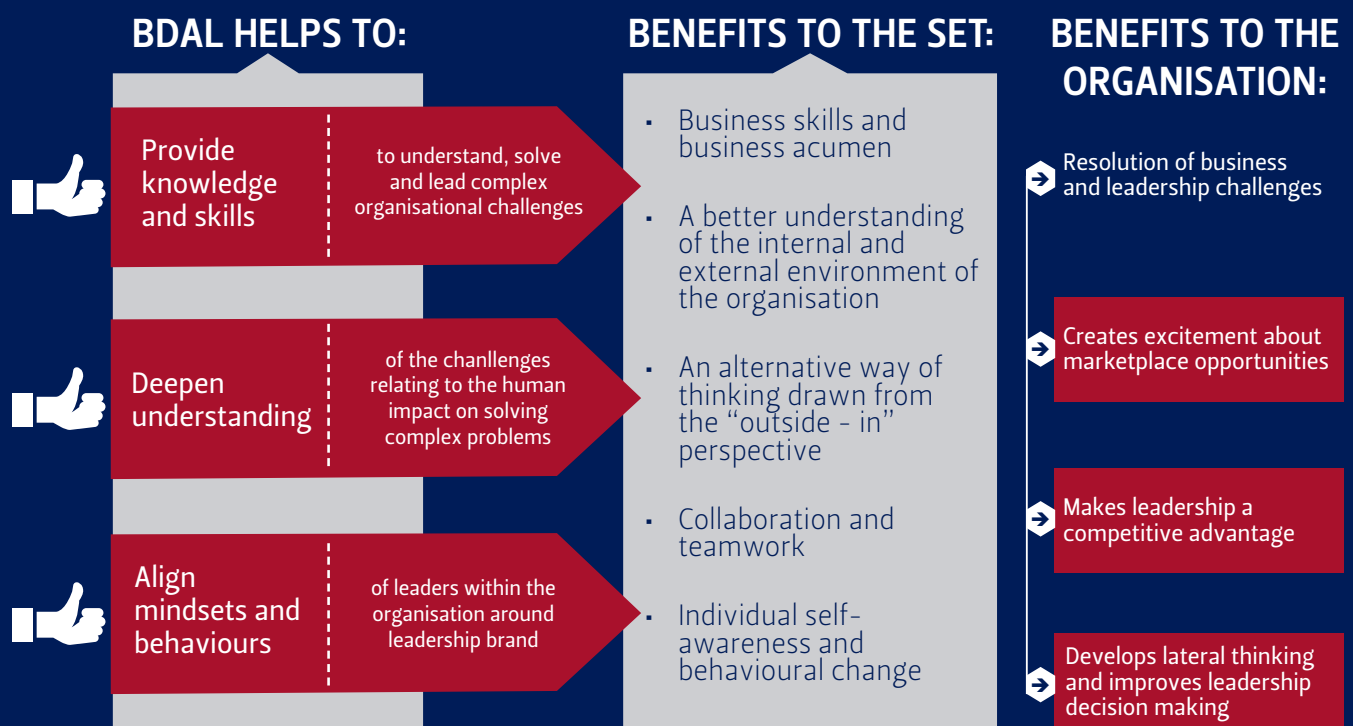 BDAL HELPS TO:
Provide
knowledge
and skills
to understand, solve
and lead complex
organisational challenges
Deepen
understanding
of the chanllenges
relating to the human
impact on solving
complex problems
Align
mindsets and
behaviours
of leaders within the
organisation around
leadership brand
BENEFITS TO THE SET:
▪ Business skills and
business acumen
▪ A better understanding
of the internal and
external environment of
the organisation
▪ An alternative way of
thinking drawn from
the “outside - in”
perspective
▪ Collaboration and
teamwork
▪ Individual self-
awareness and
behavioural change
BENEFITS TO THE
ORGANISATION:
Resolution of business
and leadership challenges
Creates excitement about
marketplace opportunities
Makes leadership a
competitive advantage
Develops lateral thinking
and improves leadership
decision making